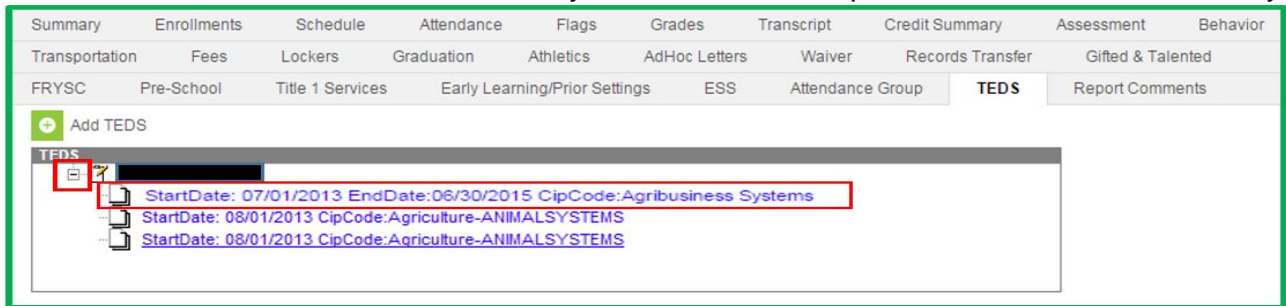 Summary Enrollments Schedule Attendance Flags Grades Transcript Credit Summary Assessment Behavior
Transportation Fees Lockers Graduation Athletics AdHoc Letters Waiver Records Transfer Gifted & Talented
FRYSC Pre-School Title 1 Services Early Learning/Prior Settings ESS Attendance Group TEDS Report Comments
Add TEDS
TEDS
StartDate: 07/01/2013 EndDate:06/30/2015 CipCode:Agribusiness Systems
StartDate: 08/01/2013 CipCode:Agriculture-ANIMALSYSTEMS
StartDate: 08/01/2013 CipCode:Agriculture-ANIMALSYSTEMS